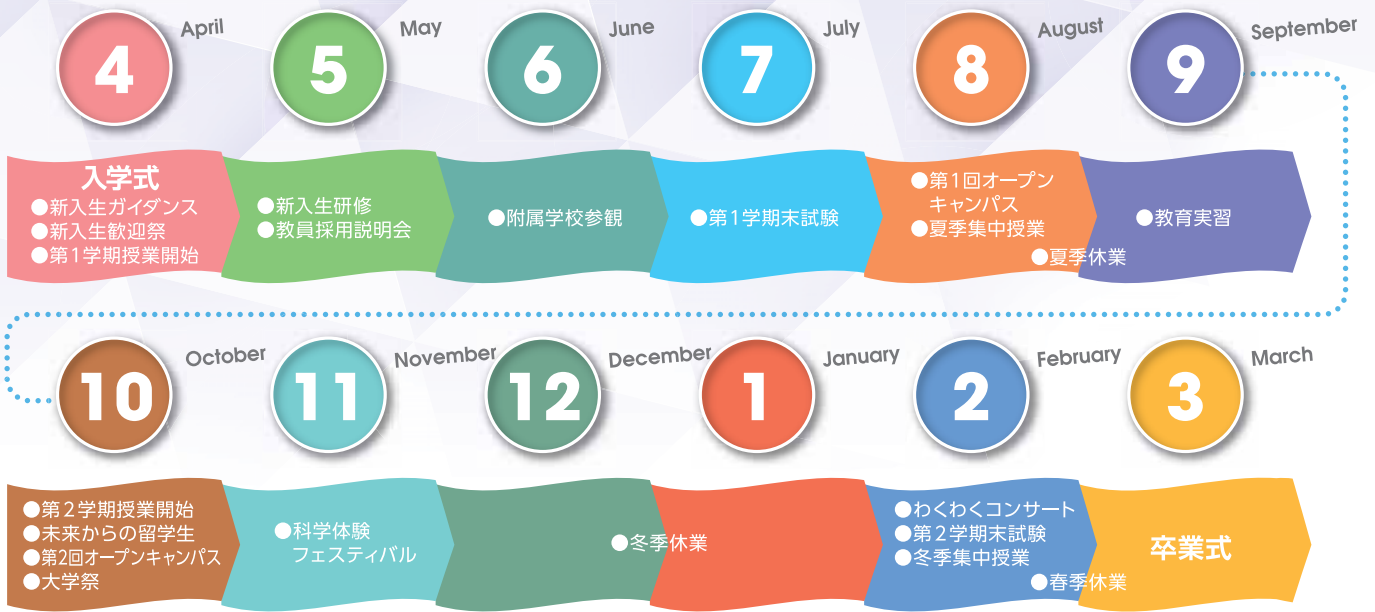 4 April
5 May
6 June
7 July
8 August
9 September
入学式
●新入生ガイダンス
●新入生歓迎祭
●第1学期授業開始
●新入生研修
●教員採用説明会
●附属学校参観
●第1学期末試験
●第1回オープン
キャンパス
●夏季集中授業
●夏季休業
●教育実習
10 October
11 November
12 December
1 January
2 February
3 March
●第2学期授業開始
●未来からの留学生
●第2回オープンキャンパス
●大学祭
●科学体験
フェスティバル
●冬季休業
●わくわくコンサート
●第2学期末試験
●冬季集中授業
●春季休業
卒業式